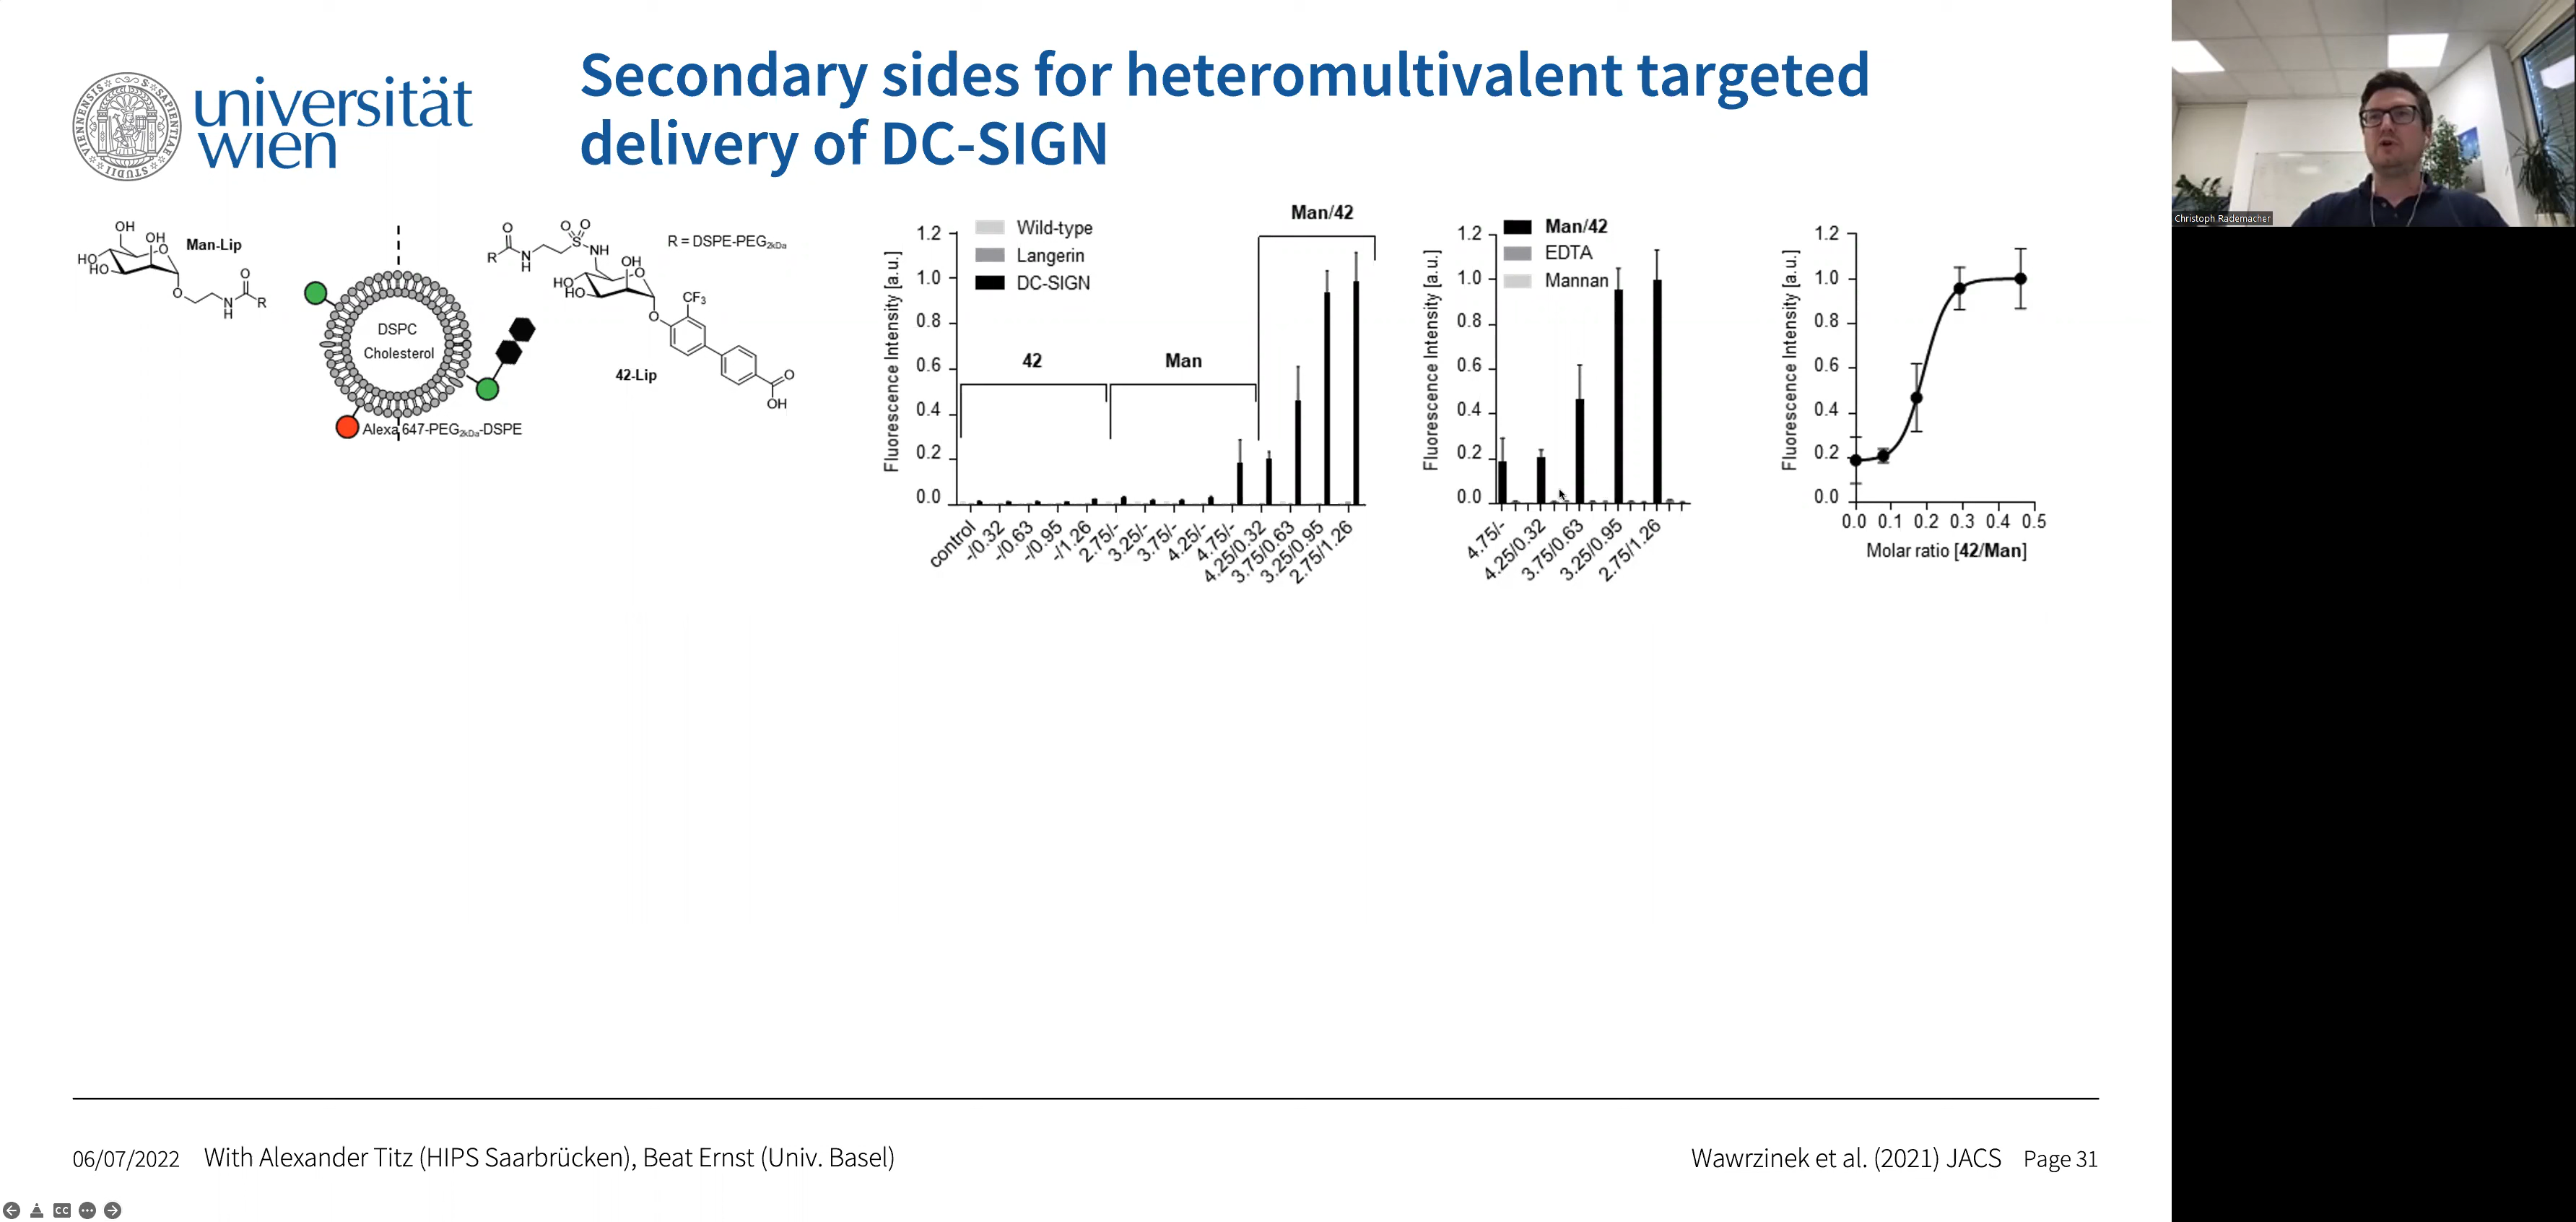 universität
wien
Secondary sides for heteromultivalent targeted
delivery of DC-SIGN
Man-Lip
OH
OH
HO
HO
O
O
O
N
H
R
DSPC
Cholesterol
Alexa 647-PEG2kDa-DSPE
R = DSPE-PEG2kDa
O
R
N
H
O
O
S
NH
OH
HO
HO
O
O
CF3
O
OH
42-Lip
Fluorescence Intensity [a.u.]
1.2
1.0
0.8
0.6
0.4
0.2
0.0
Wild-type
Langerin
DC-SIGN
42
Man
Man/42
control
-/0.32
-/0.63
-/0.95
-/1.26
2.75/-
3.25/-
3.75/-
4.25/-
4.75/-
4.25/0.32
3.75/0.63
3.25/0.95
2.75/1.26
Fluorescence Intensity [a.u.]
1.2
1.0
0.8
0.6
0.4
0.2
0.0
Man/42
EDTA
Mannan
4.75/-
4.25/0.32
3.75/0.63
3.25/0.95
2.75/1.26
Fluorescence Intensity [a.u.]
1.2
1.0
0.8
0.6
0.4
0.2
0.0
0.0 0.1 0.2 0.3 0.4 0.5
Molar ratio [42/Man]
Christoph Rademacher
06/07/2022 With Alexander Titz (HIPS Saarbrücken), Beat Ernst (Univ. Basel)
Wawrzinek et al. (2021) JACS Page 31
CC